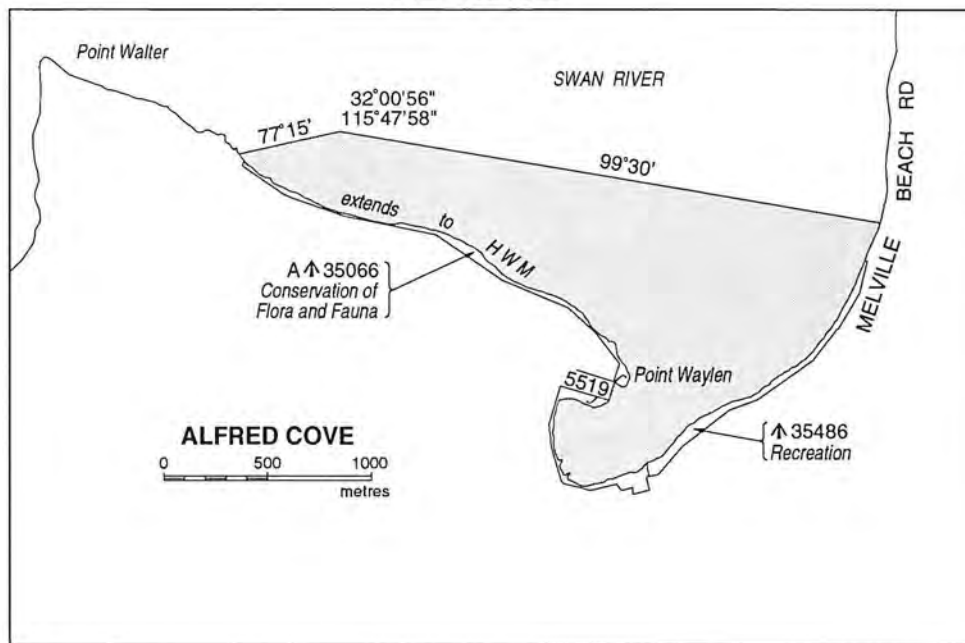 Point Walter
SWAN RIVER
32°00'56"
115°47'58"
77°15'
99°30'
MELVILLE BEACH RD
extends to HWM
A 35066
Conservation of
Flora and Fauna
Point Waylen
5519
35486
Recreation
ALFRED COVE
0 500 1000
metres